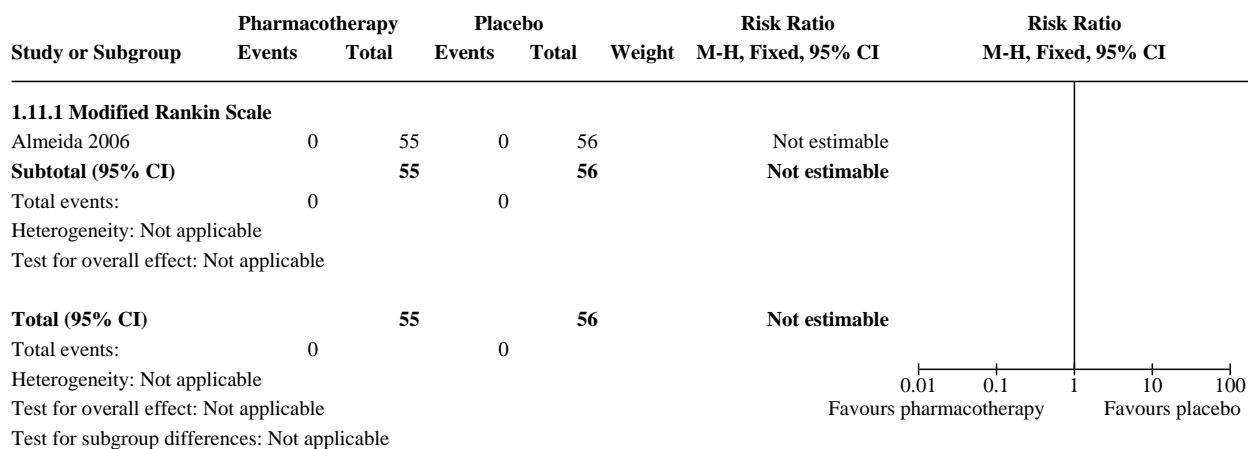 Pharmacotherapy Placebo Risk Ratio Risk Ratio
Study or Subgroup Events Total Events Total Weight M-H, Fixed, 95% CI M-H, Fixed, 95% CI
1.11.1 Modified Rankin Scale
Almeida 2006 0 55 0 56 Not estimable
Subtotal (95% CI) 55 56 Not estimable
Total events: 0 0
Heterogeneity: Not applicable
Test for overall effect: Not applicable
Total (95% CI) 55 56 Not estimable
Total events: 0 0
Heterogeneity: Not applicable
0.01 0.1 1 10 100
Test for overall effect: Not applicable Favours pharmacotherapy Favours placebo
Test for subgroup differences: Not applicable